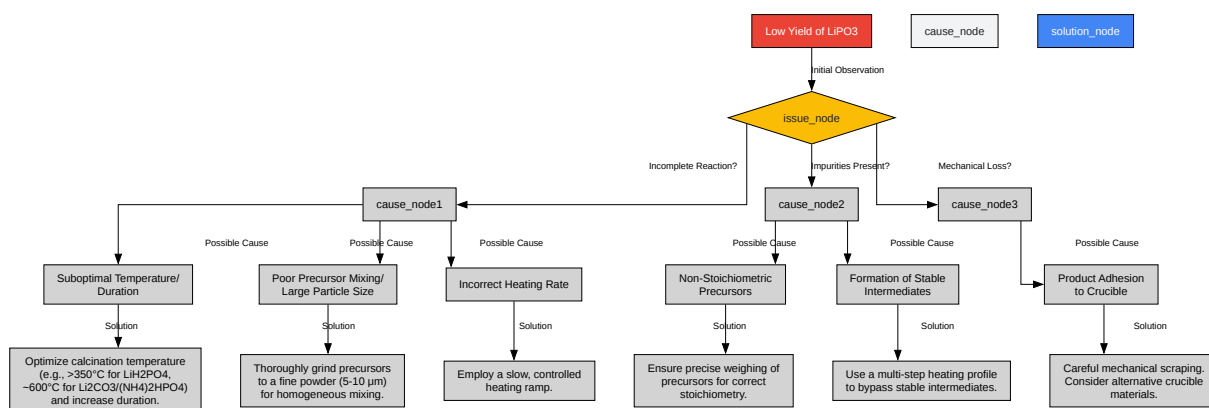 Low Yield of LiPO3
cause_node
solution_node
Initial Observation
issue_node
Incomplete Reaction?
Impurities Present?
Mechanical Loss?
cause_node1
cause_node2
cause_node3
Possible Cause
Possible Cause
Possible Cause
Possible Cause
Possible Cause
Possible Cause
Suboptimal Temperature/
Duration
Poor Precursor Mixing/
Large Particle Size
Incorrect Heating Rate
Non-Stoichiometric
Precursors
Formation of Stable
Intermediates
Product Adhesion
to Crucible
Solution
Solution
Solution
Solution
Solution
Solution
Optimize calcination temperature
(e.g., >350°C for LiH2PO4,
~600°C for Li2CO3/(NH4)2HPO4)
and increase duration.
Thoroughly grind precursors
to a fine powder (5-10 μm)
for homogeneous mixing.
Employ a slow, controlled
heating ramp.
Ensure precise weighing of
precursors for correct
stoichiometry.
Use a multi-step heating profile
to bypass stable intermediates.
Careful mechanical scraping.
Consider alternative crucible
materials.